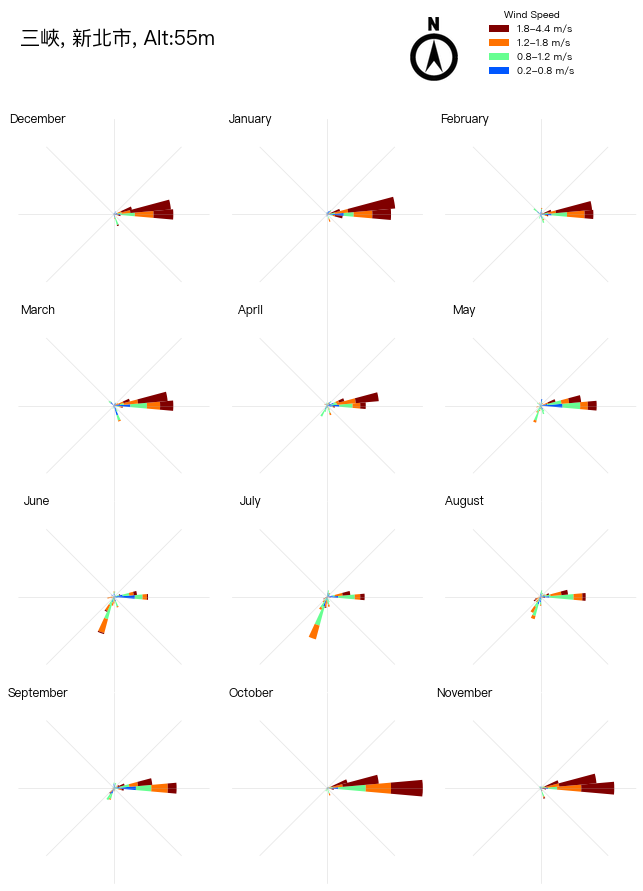 三峽, 新北市, Alt:55m
N
Wind Speed
1.8–4.4 m/s
1.2–1.8 m/s
0.8–1.2 m/s
0.2–0.8 m/s
December
January
February
March
April
May
June
July
August
September
October
November